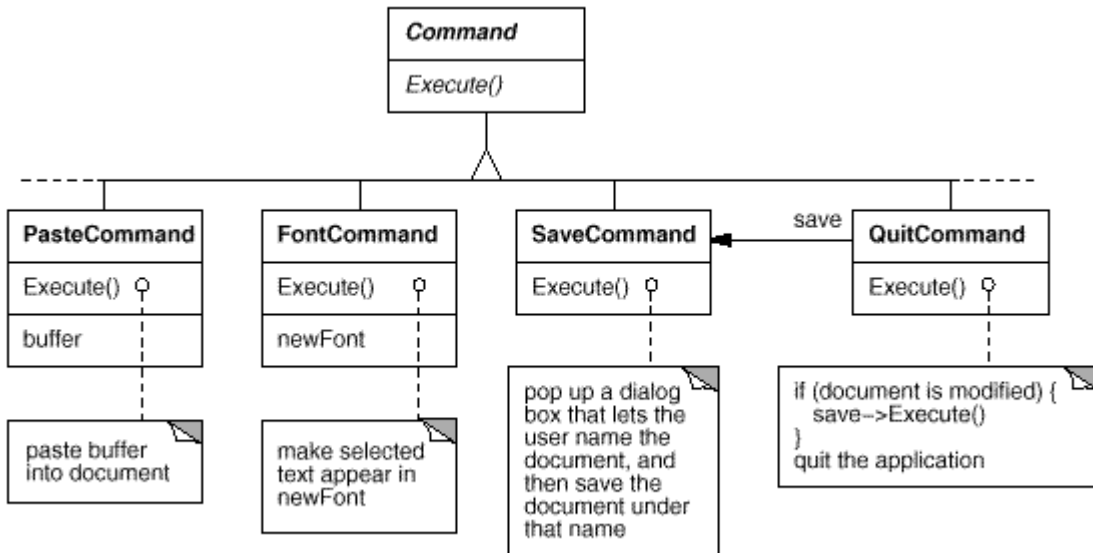 Command
Execute()
PasteCommand
Execute()
buffer
paste buffer
into document
FontCommand
Execute()
newFont
make selected
text appear in
newFont
SaveCommand
Execute()
pop up a dialog
box that lets the
user name the
document, and
then save the
document under
that name
save
QuitCommand
Execute()
if (document is modified) {
save->Execute()
}
quit the application